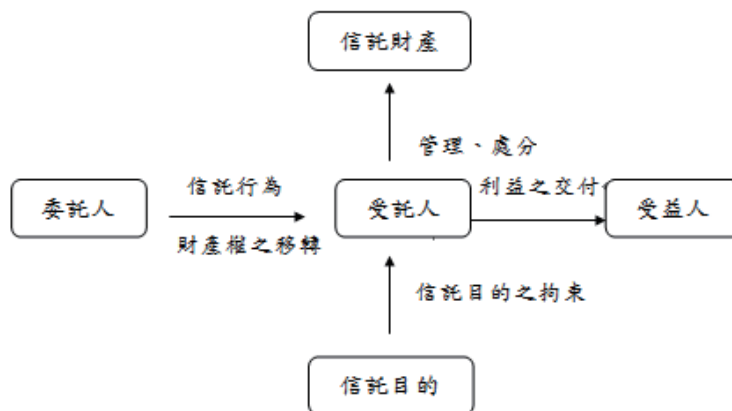 信託財產
管理、處分
信託行為
利益之交付
委託人
受託人
受益人
財產權之移轉
信託目的之拘束
信託目的